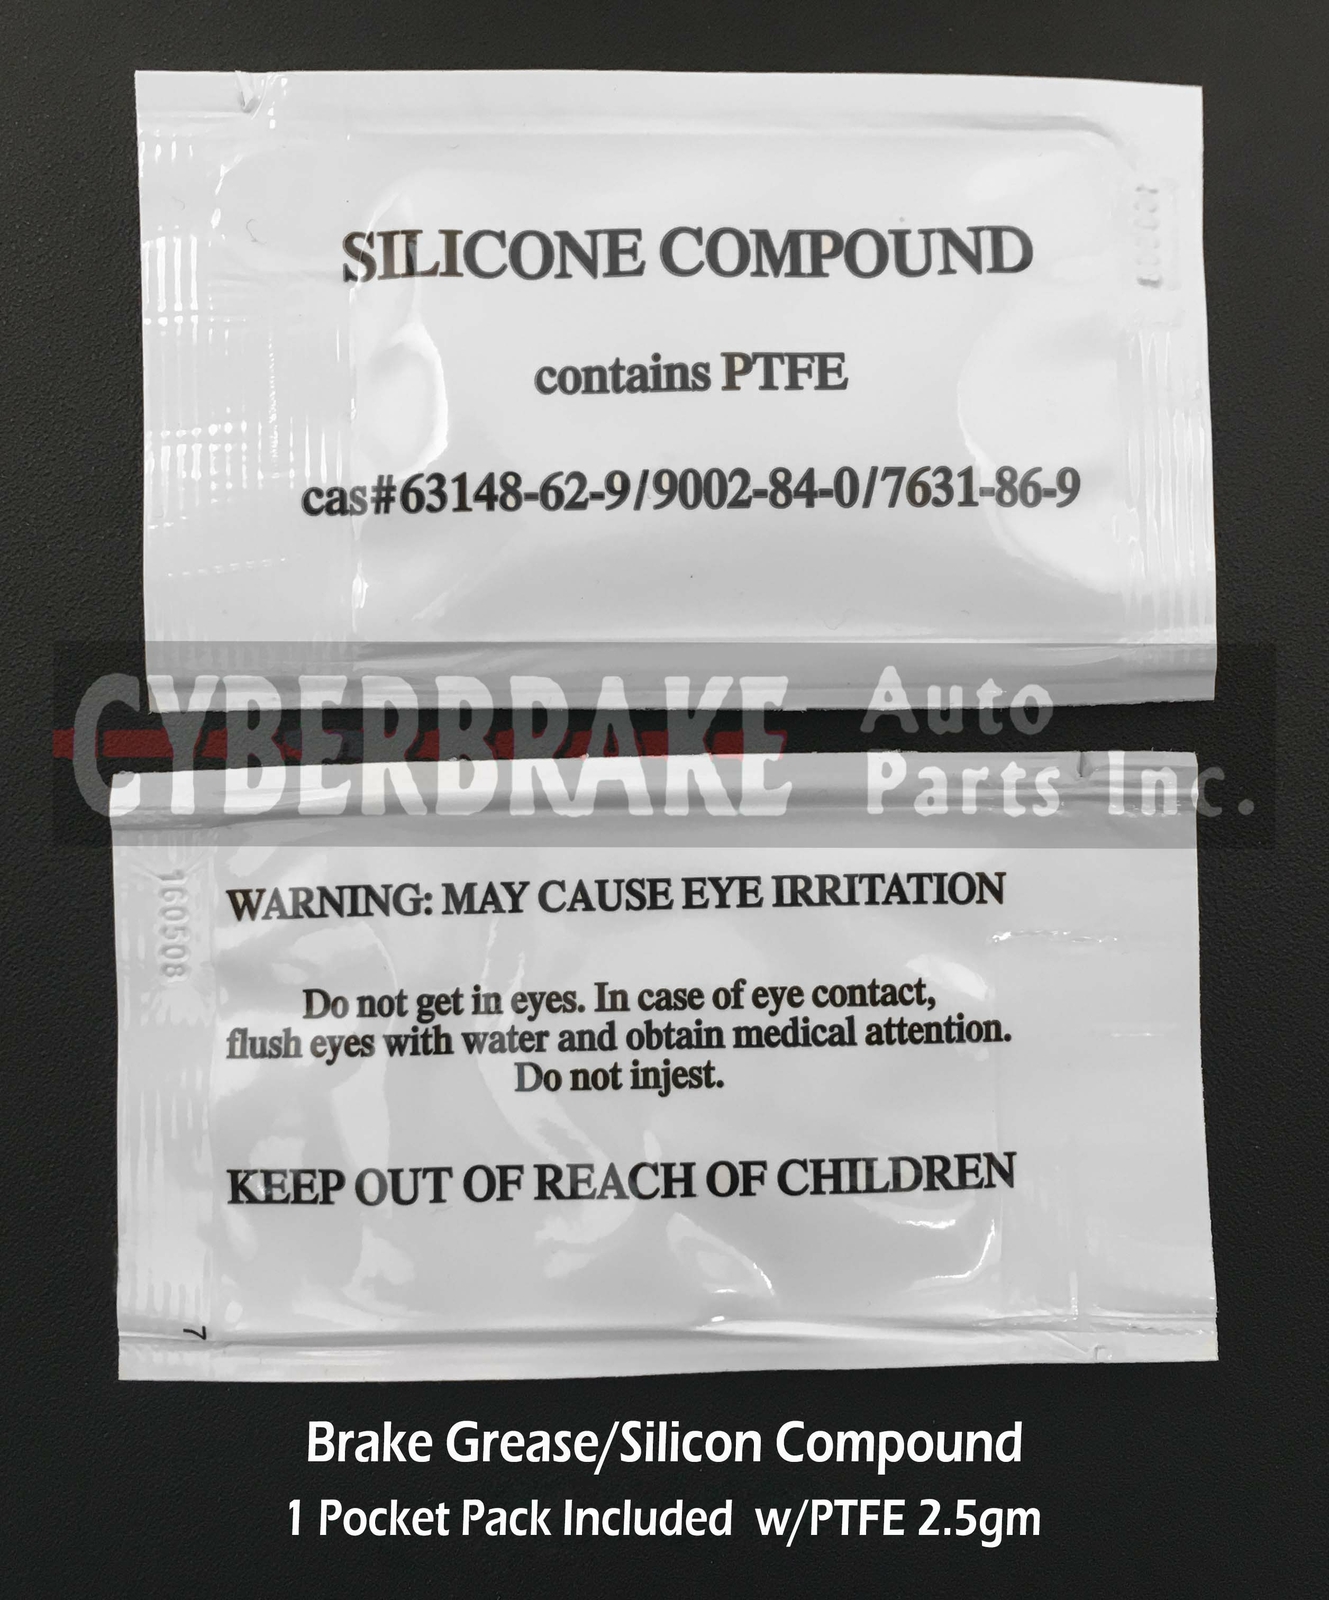 SILICONE COMPOUND
contains PTFE
cas#63148-62-9/9002-84-0/7631-86-9
CYBERBRAKE Auto
Parts Inc.
WARNING: MAY CAUSE EYE IRRITATION
160508
Do not get in eyes. In case of eye contact,
flush eyes with water and obtain medical attention.
Do not injest.
KEEP OUT OF REACH OF CHILDREN
7
Brake Grease/Silicon Compound
1 Pocket Pack Included w/PTFE 2.5gm